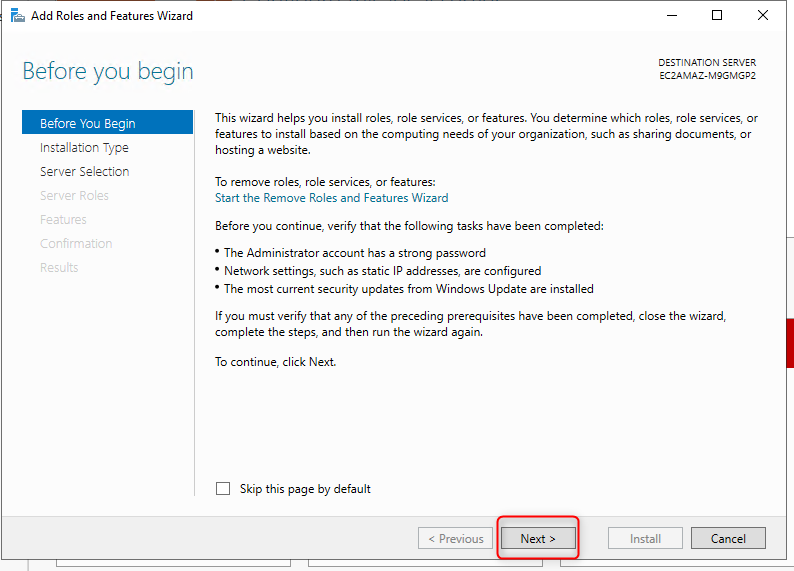 Add Roles and Features Wizard
Before you begin
DESTINATION SERVER
EC2AMAZ-M9GMGP2
Before You Begin
Installation Type
Server Selection
Server Roles
Features
Confirmation
Results
This wizard helps you install roles, role services, or features. You determine which roles, role services, or
features to install based on the computing needs of your organization, such as sharing documents, or
hosting a website.
To remove roles, role services, or features:
Start the Remove Roles and Features Wizard
Before you continue, verify that the following tasks have been completed:
• The Administrator account has a strong password
• Network settings, such as static IP addresses, are configured
• The most current security updates from Windows Update are installed
If you must verify that any of the preceding prerequisites have been completed, close the wizard,
complete the steps, and then run the wizard again.
To continue, click Next.
Skip this page by default
< Previous
Next >
Install
Cancel